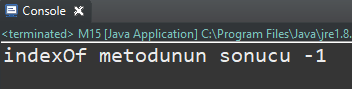 Console
<terminated> M15 [Java Application] C:\Program Files\Java\jre1.8.
indexOf metodunun sonucu -1